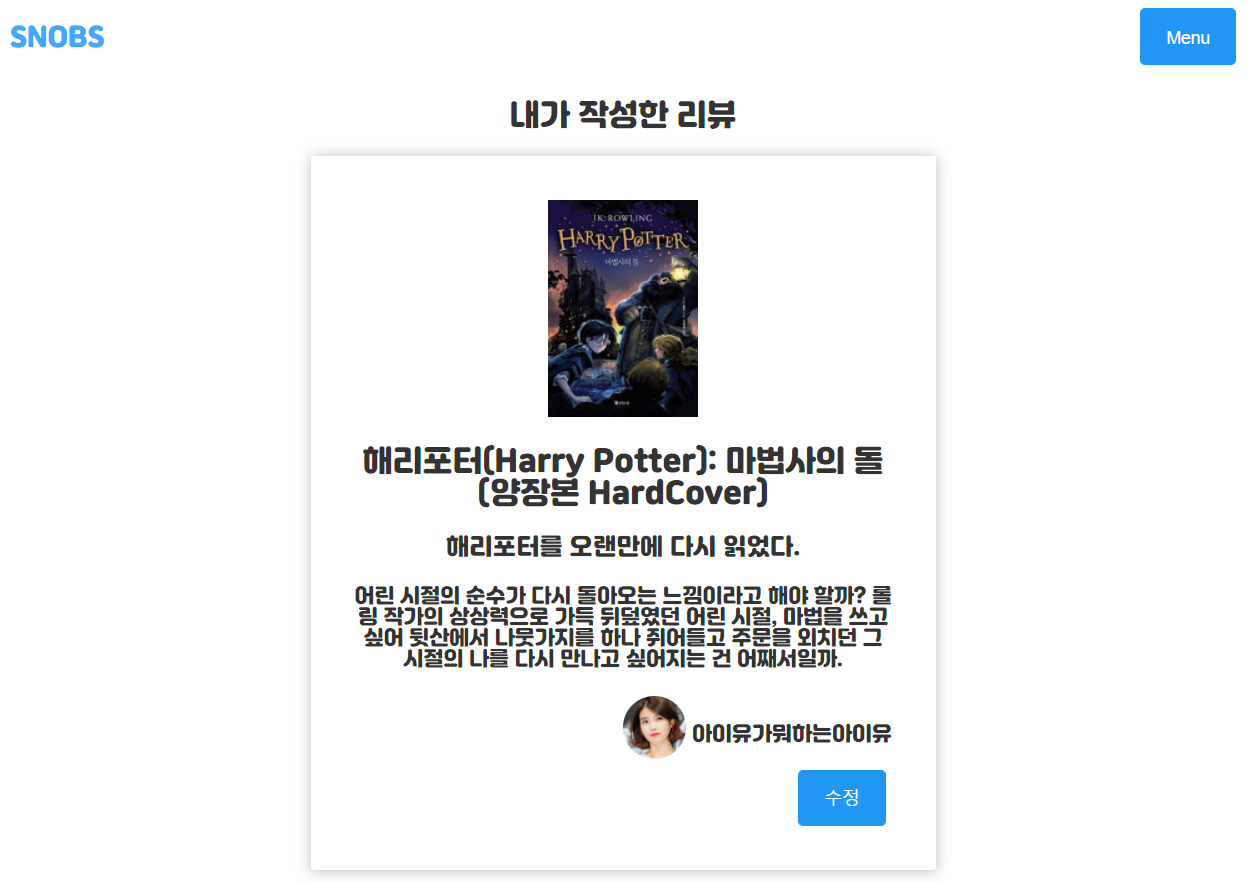 SNOBS
Menu
내가 작성한 리뷰
J.K. ROWLING
HARRY POTTER
마법사의 돌
해리포터(Harry Potter): 마법사의 돌
(양장본 HardCover)
해리포터를 오랜만에 다시 읽었다.
어린 시절의 순수가 다시 돌아오는 느낌이라고 해야 할까? 롤
링 작가의 상상력으로 가득 뒤덮였던 어린 시절, 마법을 쓰고
싶어 뒷산에서 나뭇가지를 하나 쥐어들고 주문을 외치던 그
시절의 나를 다시 만나고 싶어지는 건 어째서일까.
아이유가뭐하는아이유
수정